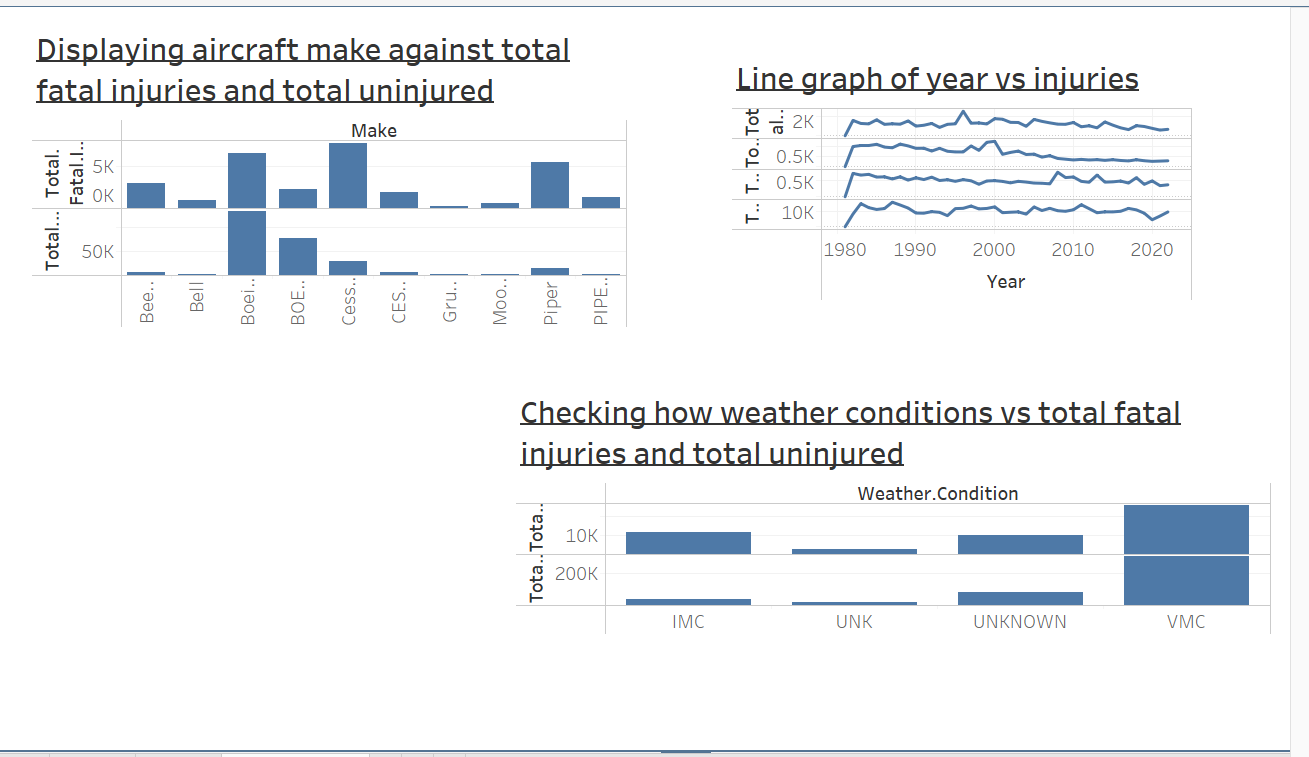 Displaying aircraft make against total
fatal injuries and total uninjured
Make
Total.
Fatal.I..
5K
0K
Total...
50K
Bee..
Bell
Boei..
BOE..
Cess..
CES..
Gru..
Moo..
Piper
PIPE..
Line graph of year vs injuries
Tot
al..
2K
To..
0.5K
T..
0.5K
T..
10K
1980 1990 2000 2010 2020
Year
Checking how weather conditions vs total fatal
injuries and total uninjured
Weather.Condition
Tota..
10K
Tota..
200K
IMC UNK UNKNOWN VMC